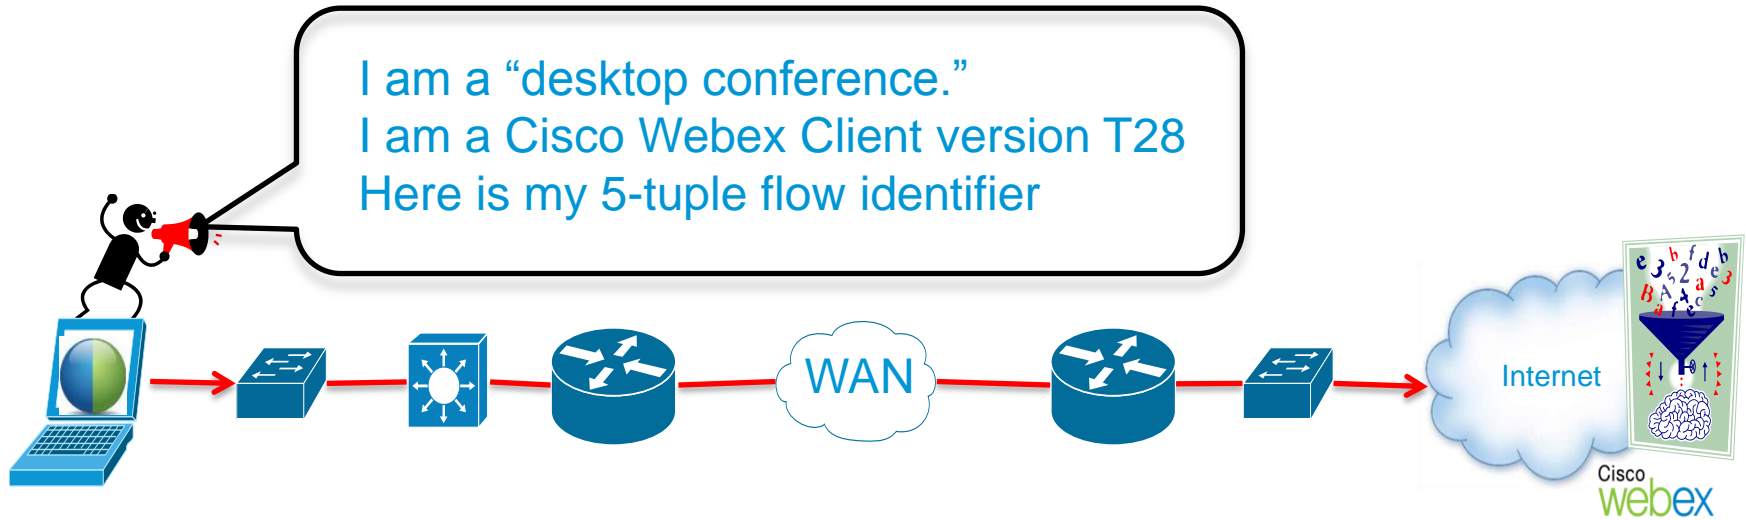 I am a “desktop conference.”
I am a Cisco Webex Client version T28
Here is my 5-tuple flow identifier
WAN
Internet
Cisco
webex